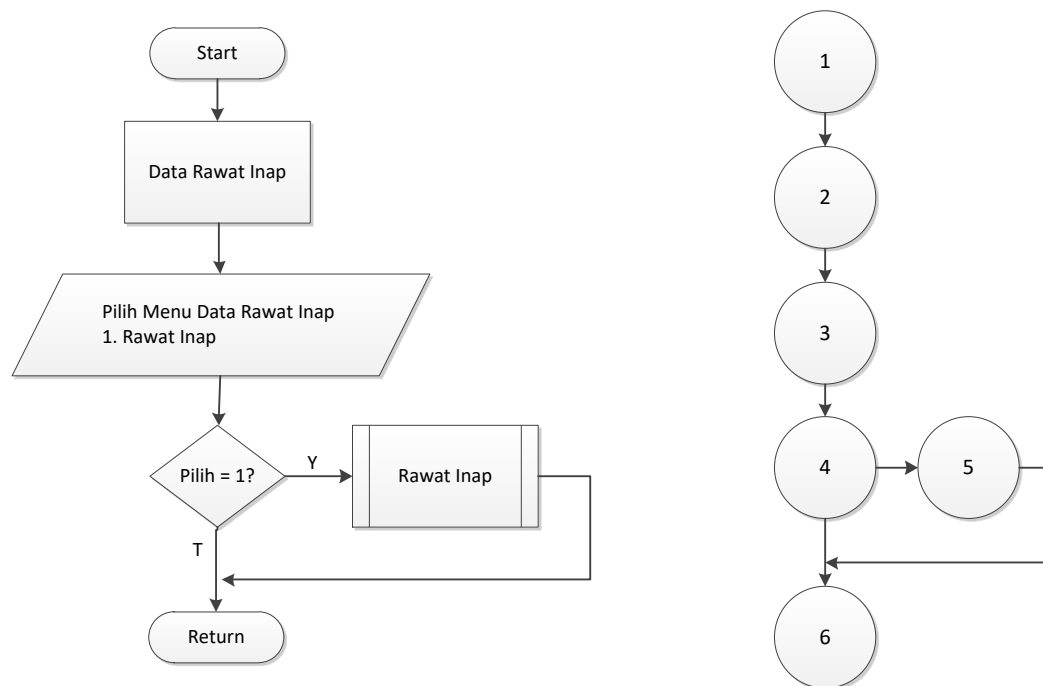 Start
Data Rawat Inap
Pilih Menu Data Rawat Inap
1. Rawat Inap
Pilih = 1?
Y
Rawat Inap
T
Return
1
2
3
4
5
6